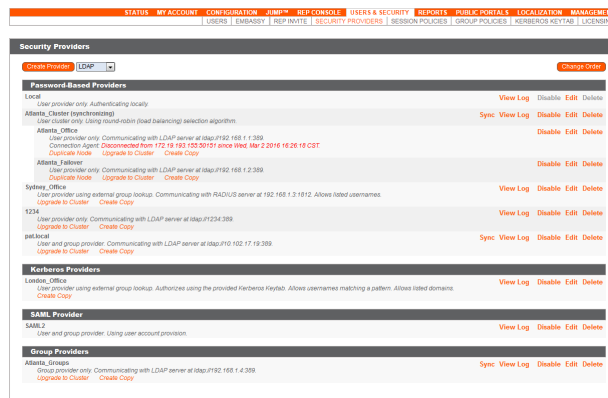 STATUS MY ACCOUNT CONFIGURATION JUMP™ REP CONSOLE USERS & SECURITY REPORTS PUBLIC PORTALS LOCALIZATION MANAGEME
USERS | EMBASSY | REP INVITE | SECURITY PROVIDERS | SESSION POLICIES | GROUP POLICIES | KERBEROS KEYTAB | LICENSIN
Security Providers
Create Provider LDAP Change Order
Password-Based Providers
Local View Log Disable Edit Delete
User provider only. Authenticating locally.
Atlanta_Cluster (synchronizing) Sync View Log Disable Edit Delete
User provider only. Using round-robin (load balancing) selection algorithm.
Atlanta_Office Disable Edit Delete
User provider only. Communicating with LDAP server at ldap://192.168.1.1:389.
Connection Agent: Disconnected from 172.19.193.155:50151 since Wed, Mar 2 2016 16:26:18 CST.
Duplicate Node Upgrade to Cluster Create Copy
Atlanta_Failover Disable Edit Delete
User provider only. Communicating with LDAP server at ldap://192.168.1.2:389.
Duplicate Node Upgrade to Cluster Create Copy
Sydney_Office View Log Disable Edit Delete
User provider using external group lookup. Communicating with RADIUS server at 192.168.1.3:1812. Allows listed usernames.
Upgrade to Cluster Create Copy
1234 View Log Disable Edit Delete
User provider only. Communicating with LDAP server at ldap://1234:389.
Upgrade to Cluster Create Copy
pat.local Sync View Log Disable Edit Delete
User and group provider. Communicating with LDAP server at ldap://10.102.17.19:389.
Upgrade to Cluster Create Copy
Kerberos Providers
London_Office View Log Disable Edit Delete
User provider using external group lookup. Authorizes using the provided Kerberos Keytab. Allows usernames matching a pattern. Allows listed domains.
Create Copy
SAML Provider
SAML2 View Log Disable Edit Delete
User and group provider. Using user account provision.
Group Providers
Atlanta_Groups Sync View Log Disable Edit Delete
Group provider only. Communicating with LDAP server at ldap://192.168.1.4:389.
Upgrade to Cluster Create Copy